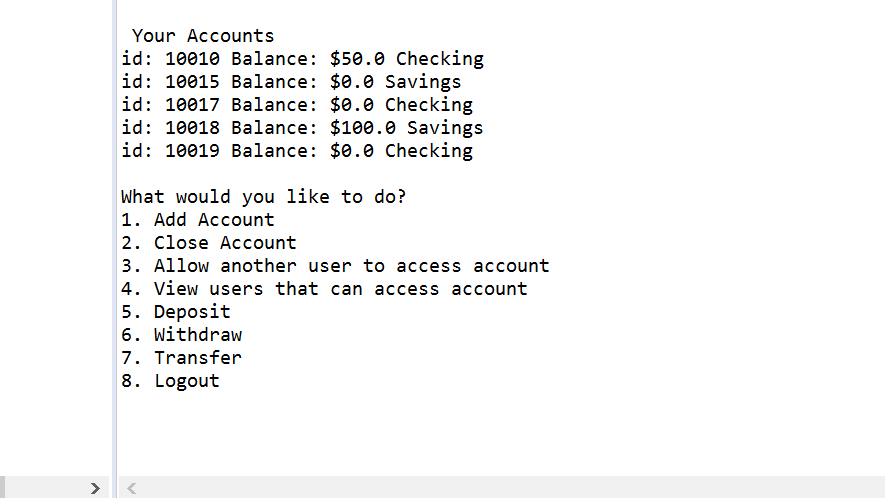 Your Accounts
id: 10010 Balance: $50.0 Checking
id: 10015 Balance: $0.0 Savings
id: 10017 Balance: $0.0 Checking
id: 10018 Balance: $100.0 Savings
id: 10019 Balance: $0.0 Checking
What would you like to do?
1. Add Account
2. Close Account
3. Allow another user to access account
4. View users that can access account
5. Deposit
6. Withdraw
7. Transfer
8. Logout